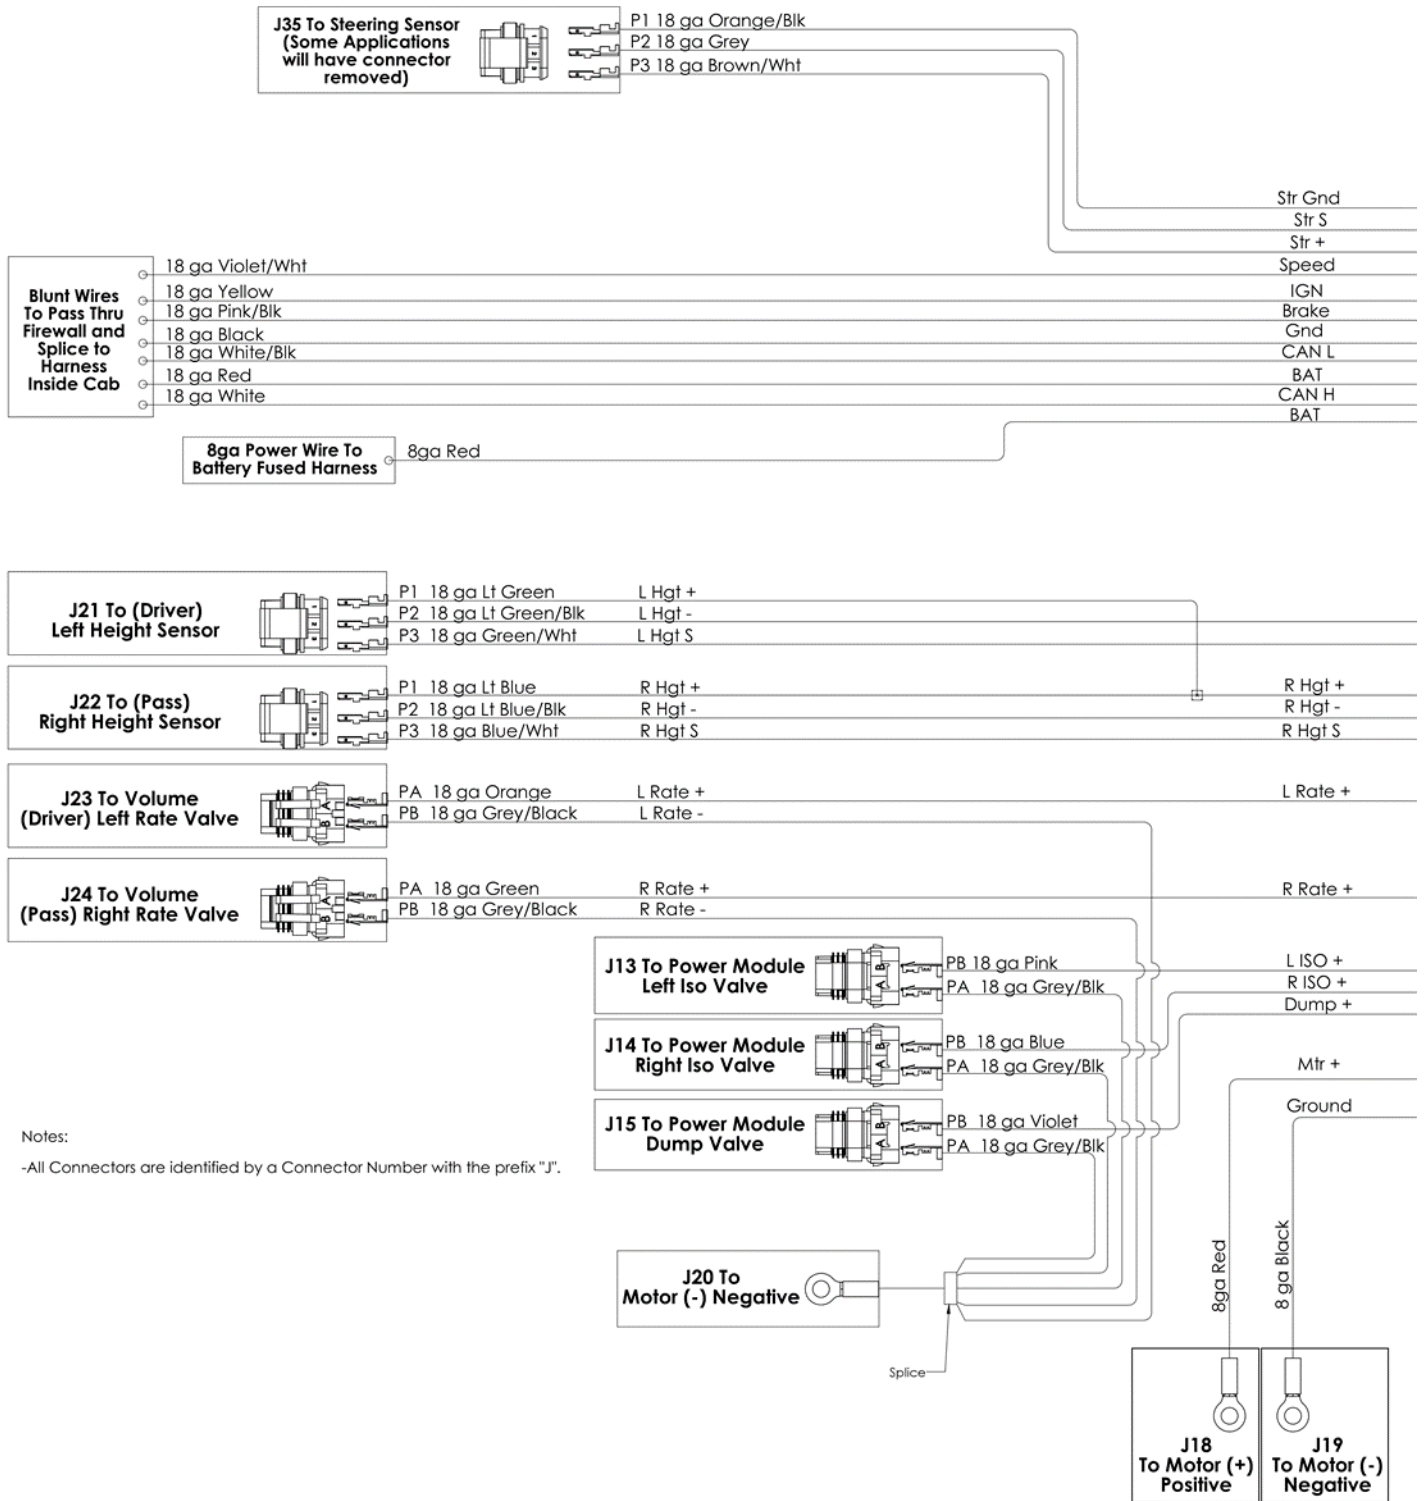 J35 To Steering Sensor
(Some Applications
will have connector
removed)
P1 18 ga Orange/Blk
P2 18 ga Grey
P3 18 ga Brown/Wht
Str Gnd
Str S
Str +
Blunt Wires
To Pass Thru
Firewall and
Splice to
Harness
Inside Cab
18 ga Violet/Wht
Speed
18 ga Yellow
IGN
18 ga Pink/Blk
Brake
18 ga Black
Gnd
18 ga White/Blk
CAN L
18 ga Red
BAT
18 ga White
CAN H
BAT
8ga Power Wire To
Battery Fused Harness
8ga Red
J21 To (Driver)
Left Height Sensor
1
2
3
P1 18 ga Lt Green L Hgt +
P2 18 ga Lt Green/Blk L Hgt -
P3 18 ga Green/Wht L Hgt S
J22 To (Pass)
Right Height Sensor
1
2
3
P1 18 ga Lt Blue R Hgt + R Hgt +
P2 18 ga Lt Blue/Blk R Hgt - R Hgt -
P3 18 ga Blue/Wht R Hgt S R Hgt S
J23 To Volume
(Driver) Left Rate Valve
A
B
PA 18 ga Orange L Rate + L Rate +
PB 18 ga Grey/Black L Rate -
J24 To Volume
(Pass) Right Rate Valve
A
B
PA 18 ga Green R Rate + R Rate +
PB 18 ga Grey/Black R Rate -
J13 To Power Module
Left Iso Valve
B
A
PB 18 ga Pink
PA 18 ga Grey/Blk
L ISO +
R ISO +
Dump +
J14 To Power Module
Right Iso Valve
B
A
PB 18 ga Blue
PA 18 ga Grey/Blk
Mtr +
Ground
J15 To Power Module
Dump Valve
B
A
PB 18 ga Violet
PA 18 ga Grey/Blk
Notes:
-All Connectors are identified by a Connector Number with the prefix "J".
J20 To
Motor (-) Negative
Splice
8ga Red
8 ga Black
J18
To Motor (+)
Positive
J19
To Motor (-)
Negative